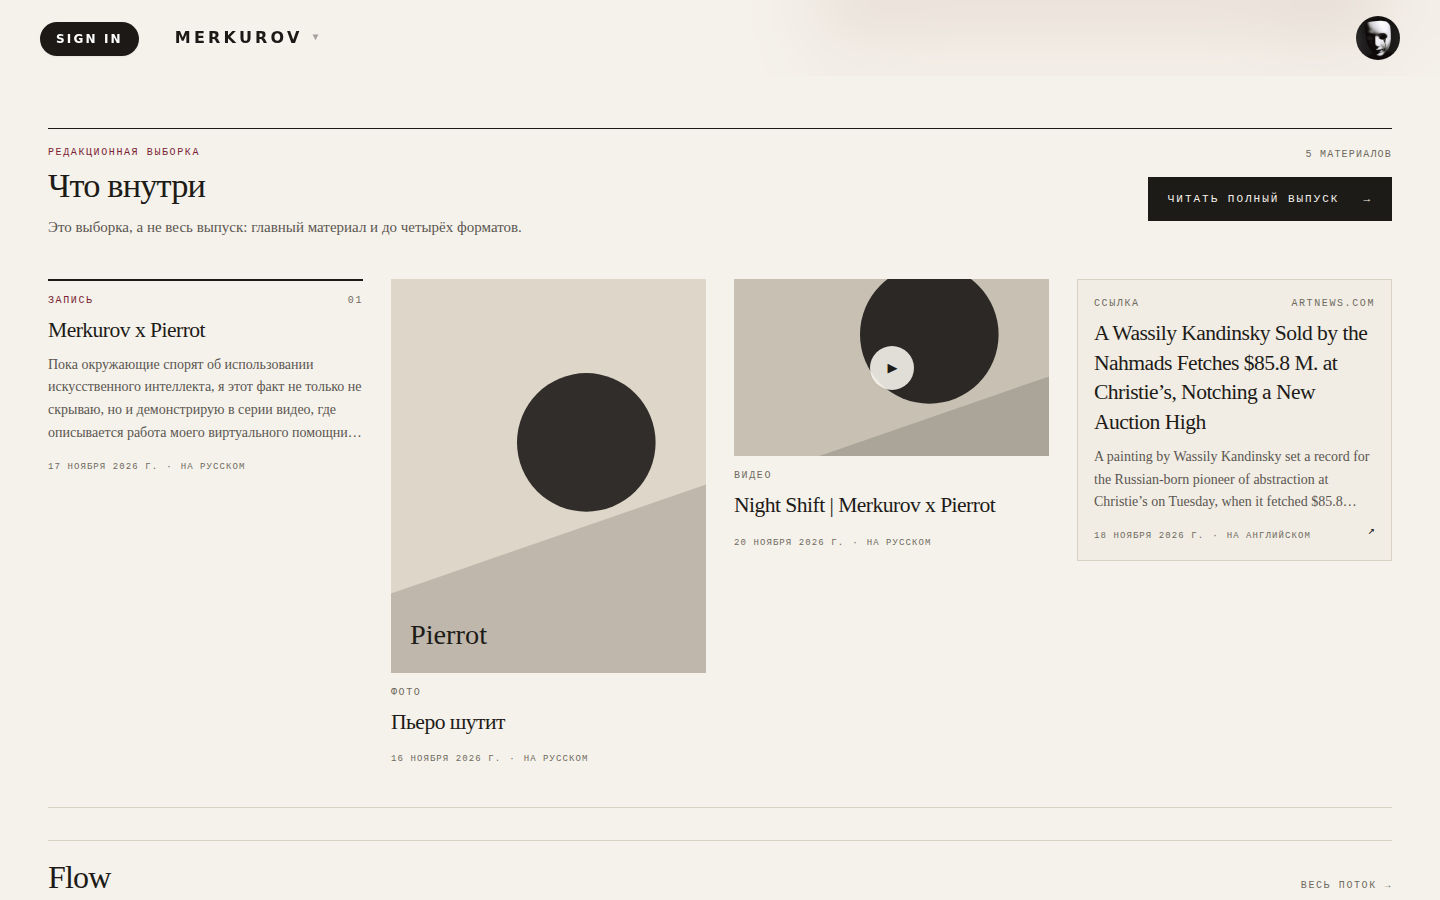 SIGN IN
MERKUROV ▼
РЕДАКЦИОННАЯ ВЫБОРКА
5 МАТЕРИАЛОВ
Что внутри
ЧИТАТЬ ПОЛНЫЙ ВЫПУСК →
Это выборка, а не весь выпуск: главный материал и до четырёх форматов.
ЗАПИСЬ 01
Merkurov x Pierrot
Пока окружающие спорят об использовании
искусственного интеллекта, я этот факт не только не
скрываю, но и демонстрирую в серии видео, где
описывается работа моего виртуального помощни…
17 НОЯБРЯ 2026 Г. · НА РУССКОМ
Pierrot
ФОТО
Пьеро шутит
16 НОЯБРЯ 2026 Г. · НА РУССКОМ
ВИДЕО
Night Shift | Merkurov x Pierrot
20 НОЯБРЯ 2026 Г. · НА РУССКОМ
ССЫЛКА ARTNEWS.COM
A Wassily Kandinsky Sold by the
Nahmads Fetches $85.8 M. at
Christie’s, Notching a New
Auction High
A painting by Wassily Kandinsky set a record for
the Russian-born pioneer of abstraction at
Christie’s on Tuesday, when it fetched $85.8…
18 НОЯБРЯ 2026 Г. · НА АНГЛИЙСКОМ ↗
Flow
ВЕСЬ ПОТОК →